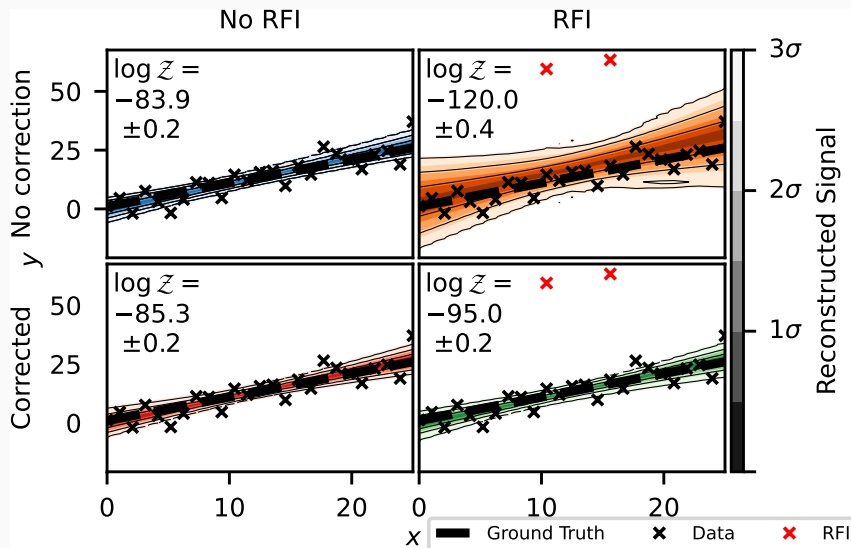 No RFI
RFI
No correction
Corrected
y
50
25
0
log 𝒵 =
−83.9
±0.2
log 𝒵 =
−120.0
±0.4
50
25
0
log 𝒵 =
−85.3
±0.2
log 𝒵 =
−95.0
±0.2
0 10 20
0 10 20
x
3σ
2σ
1σ
Reconstructed Signal
Ground Truth Data RFI